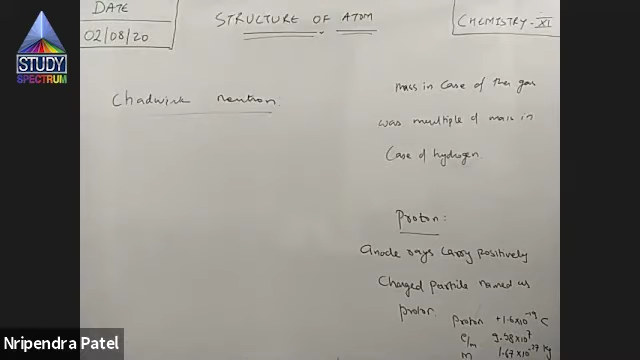 DATE
02/08/20
STRUCTURE OF ATOM
CHEMISTRY-XI
STUDY
SPECTRUM
Chadwick neutron.
mass in case of other gas
was multiple of mass in
case of hydrogen.
Proton:
anode rays carry positively
Charged particle named as
proton.
Proton +1.6x10⁻¹⁹ C
e/m 9.58x10⁷
m 1.67x10⁻²⁷ kg
Nripendra Patel